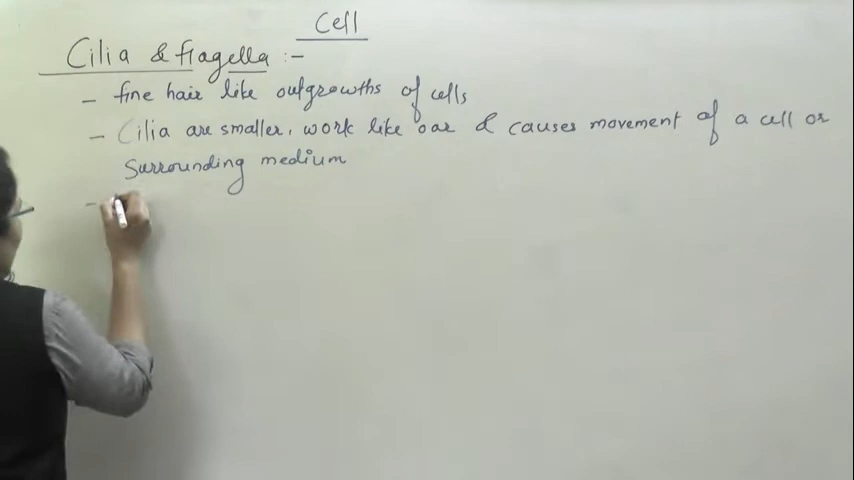 Cell
Cilia & flagella :-
- fine hair like outgrowths of cells
- Cilia are smaller, work like oar & causes movement of a cell or
surrounding medium
-